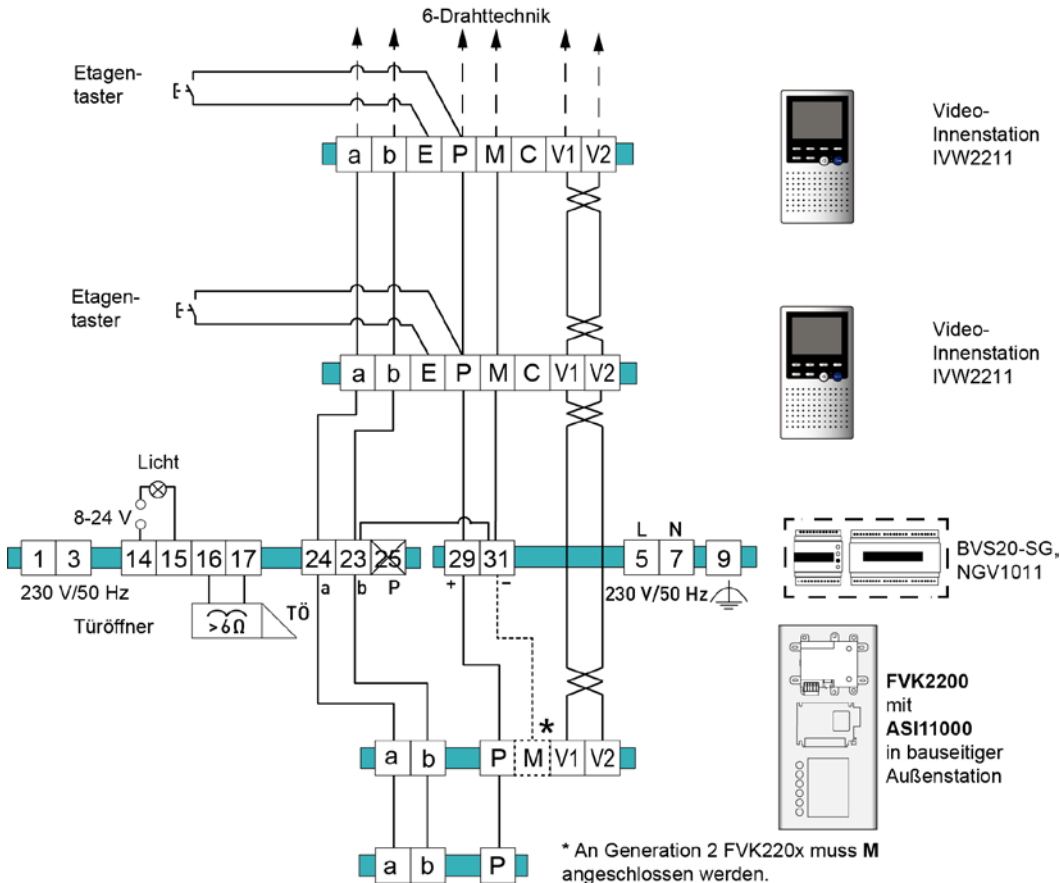 6-Drahttechnik
Etagen-
taster
a b E P M C V1 V2
Video-
Innenstation
IVW2211
Etagen-
taster
a b E P M C V1 V2
Video-
Innenstation
IVW2211
Licht
8-24 V
L N
1 3 14 15 16 17 24 23 25 29 31 5 7 9
a b P + –
230 V/50 Hz
230 V/50 Hz
BVS20-SG,
NGV1011
Türöffner
>6Ω
TÖ
FVK2200
mit
ASI11000
in bauseitiger
Außenstation
*
a b P M V1 V2
a b P
* An Generation 2 FVK220x muss M
angeschlossen werden.